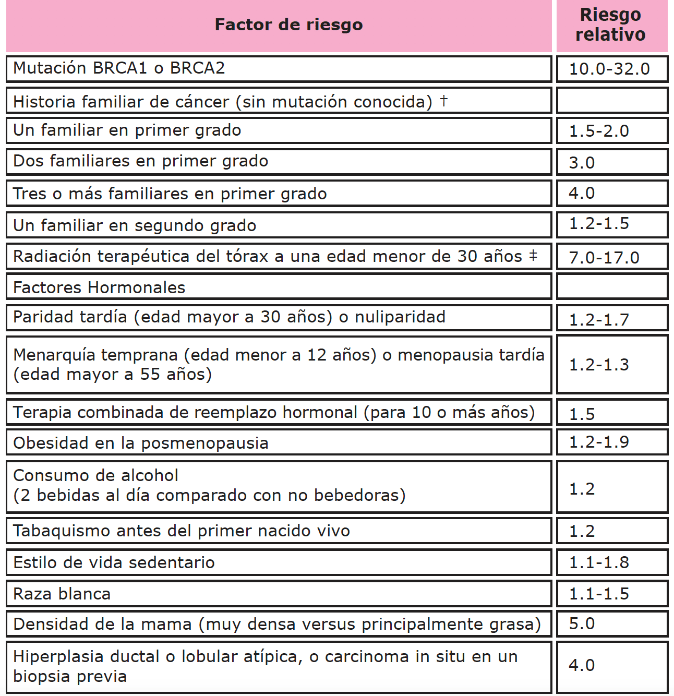 Factor de riesgo
Riesgo
relativo
Mutación BRCA1 o BRCA2
10.0-32.0
Historia familiar de cáncer (sin mutación conocida) †
Un familiar en primer grado
1.5-2.0
Dos familiares en primer grado
3.0
Tres o más familiares en primer grado
4.0
Un familiar en segundo grado
1.2-1.5
Radiación terapéutica del tórax a una edad menor de 30 años ‡
7.0-17.0
Factores Hormonales
Paridad tardía (edad mayor a 30 años) o nuliparidad
1.2-1.7
Menarquía temprana (edad menor a 12 años) o menopausia tardía
(edad mayor a 55 años)
1.2-1.3
Terapia combinada de reemplazo hormonal (para 10 o más años)
1.5
Obesidad en la posmenopausia
1.2-1.9
Consumo de alcohol
(2 bebidas al día comparado con no bebedoras)
1.2
Tabaquismo antes del primer nacido vivo
1.2
Estilo de vida sedentario
1.1-1.8
Raza blanca
1.1-1.5
Densidad de la mama (muy densa versus principalmente grasa)
5.0
Hiperplasia ductal o lobular atípica, o carcinoma in situ en un
biopsia previa
4.0